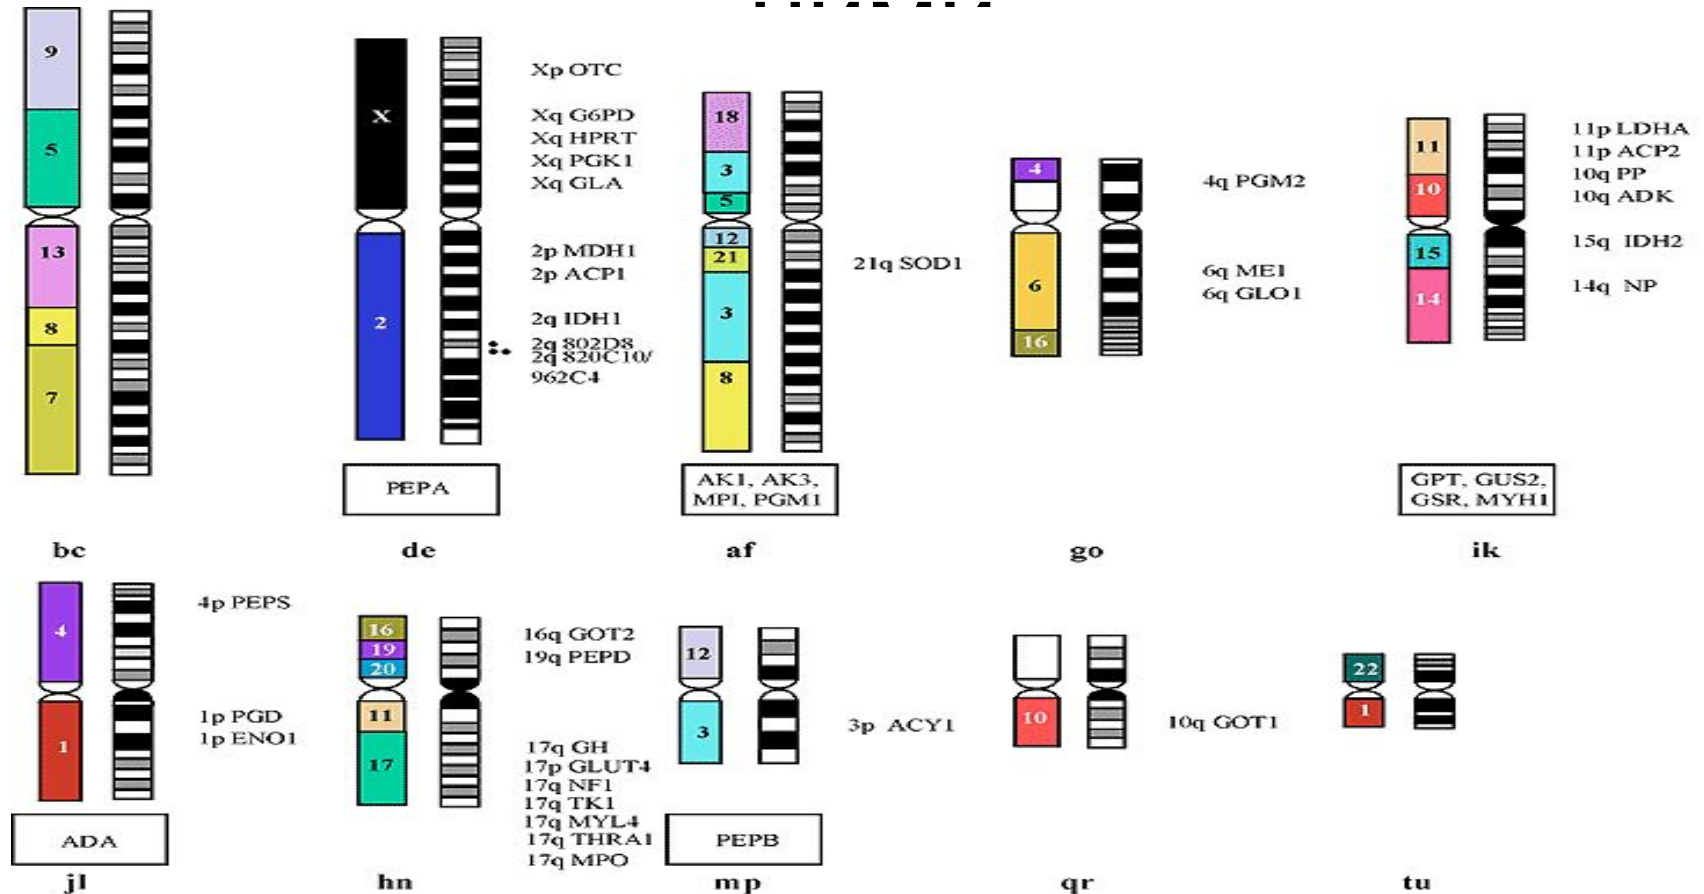 9
5
13
8
7
bc
X
2
Xp OTC
Xq G6PD
Xq HPRT
Xq PGK1
Xq GLA
2p MDH1
2p ACP1
2q IDH1
2q 802D8
2q 820C10/
962C4
PEPA
de
18
3
5
12
21
3
8
21q SOD1
AK1, AK3,
MPI, PGM1
af
4
6
16
4q PGM2
6q ME1
6q GLO1
go
11
10
15
14
11p LDHA
11p ACP2
10q PP
10q ADK
15q IDH2
14q NP
GPT, GUS2,
GSR, MYH1
ik
4
1
4p PEPS
1p PGD
1p ENO1
ADA
jl
16
19
20
11
17
16q GOT2
19q PEPD
17q GH
17p GLUT4
17q NF1
17q TK1
17q MYL4
17q THRA1
17q MPO
hn
12
3
3p ACY1
PEPB
mp
10
10q GOT1
qr
22
1
tu